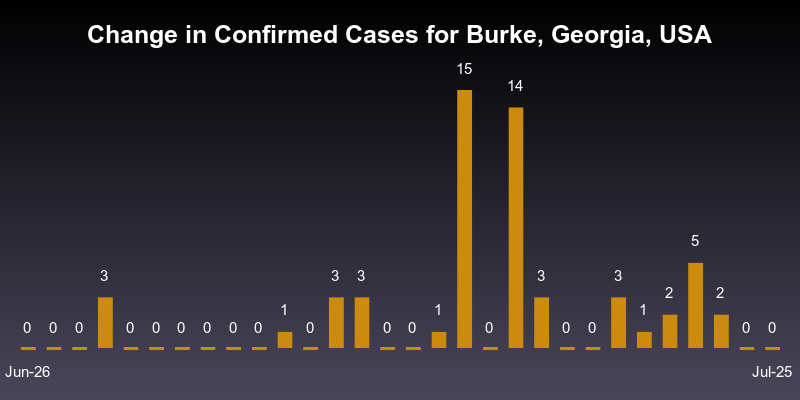 Change in Confirmed Cases for Burke, Georgia, USA
0 0 0 3 0 0 0 0 0 0 1 0 3 3 0 0 1 15 0 14 3 0 0 3 1 2 5 2 0 0
Jun-26 Jul-25